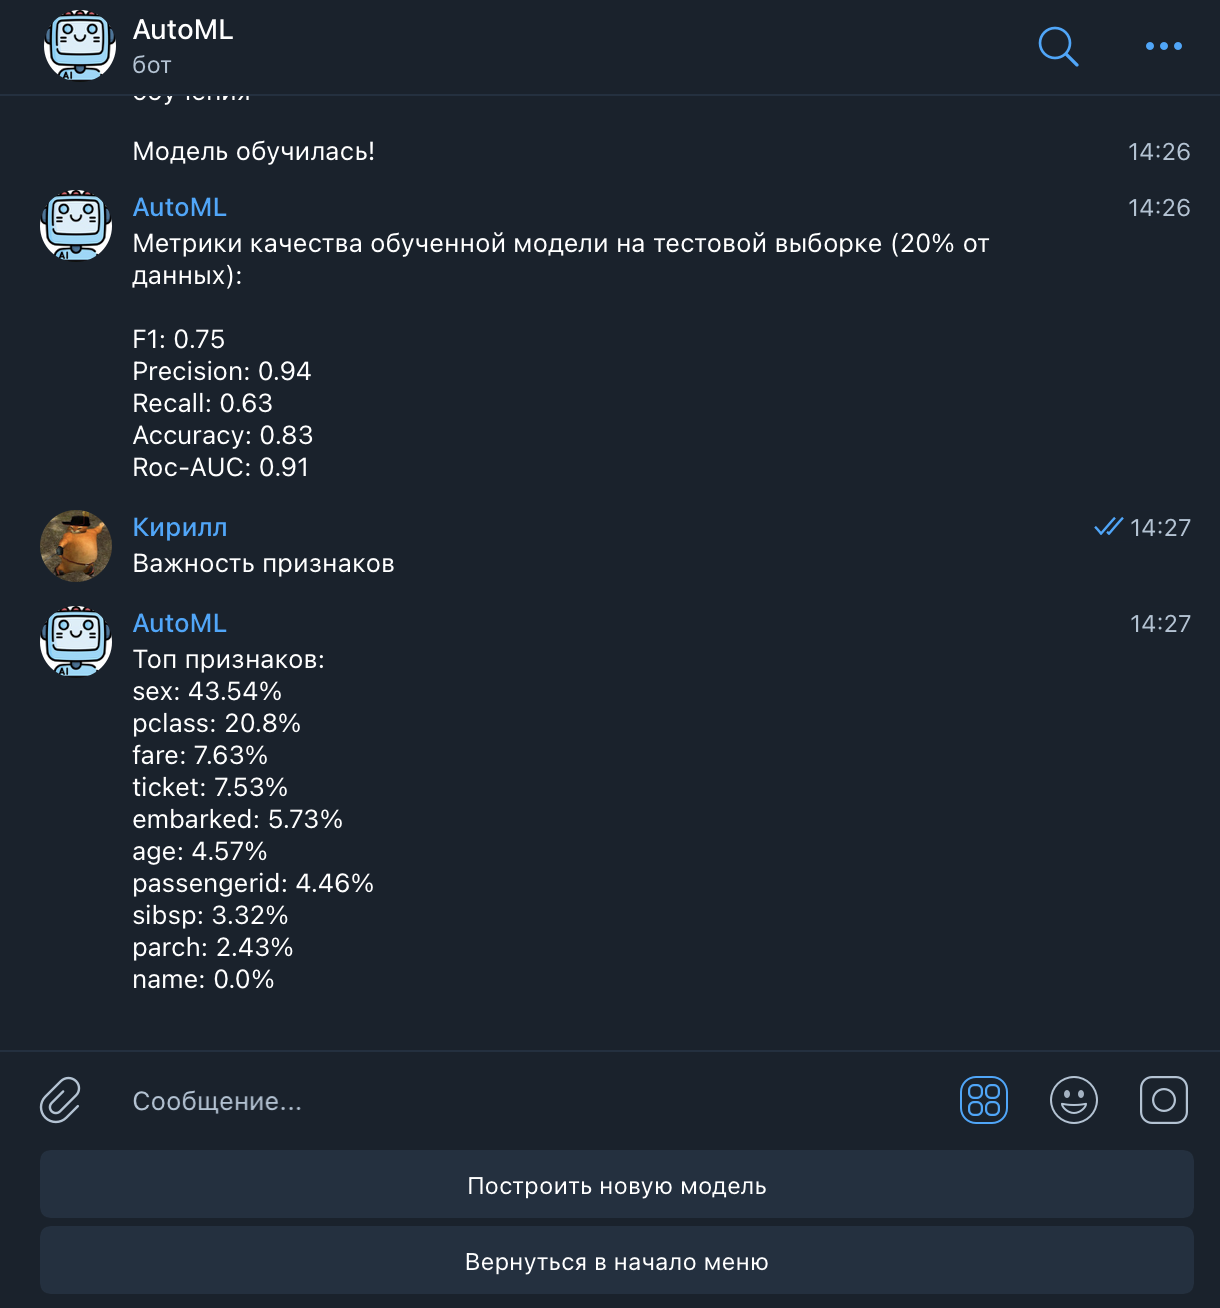 AutoML
бот
Модель обучилась!
14:26
AutoML
14:26
Метрики качества обученной модели на тестовой выборке (20% от
данных):
F1: 0.75
Precision: 0.94
Recall: 0.63
Accuracy: 0.83
Roc-AUC: 0.91
Кирилл
14:27
Важность признаков
AutoML
14:27
Топ признаков:
sex: 43.54%
pclass: 20.8%
fare: 7.63%
ticket: 7.53%
embarked: 5.73%
age: 4.57%
passengerid: 4.46%
sibsp: 3.32%
parch: 2.43%
name: 0.0%
Сообщение...
Построить новую модель
Вернуться в начало меню